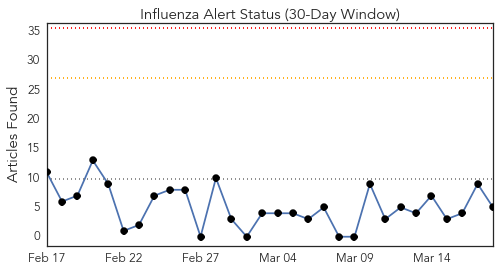 Influenza Alert Status (30-Day Window)
Articles Found
35
30
25
20
15
10
5
0
Feb 17 Feb 22 Feb 27 Mar 04 Mar 09 Mar 14